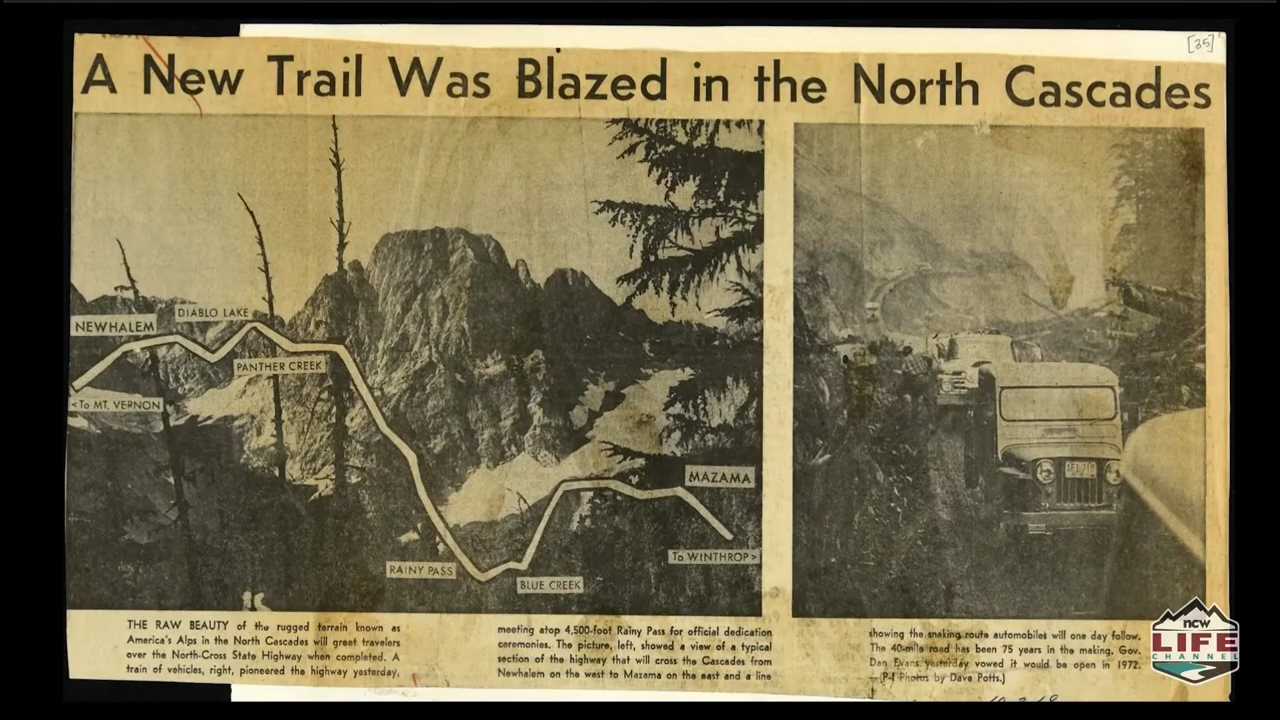 [35]
A New Trail Was Blazed in the North Cascades
NEWHALEM
DIABLO LAKE
PANTHER CREEK
<To MT. VERNON
MAZAMA
To WINTHROP>
RAINY PASS
BLUE CREEK
THE RAW BEAUTY of the rugged terrain known as
America's Alps in the North Cascades will greet travelers
over the North-Cross State Highway when completed. A
train of vehicles, right, pioneered the highway yesterday,
meeting atop 4,500-foot Rainy Pass for official dedication
ceremonies. The picture, left, showed a view of a typical
section of the highway that will cross the Cascades from
Newhalem on the west to Mazama on the east and a line
showing the snaking route automobiles will one day follow.
The 40-mile road has been 75 years in the making. Gov.
Dan Evans yesterday vowed it would be open in 1972.
—(P-I Photos by Dave Potts.)
ncw
LIFE
CHANNEL